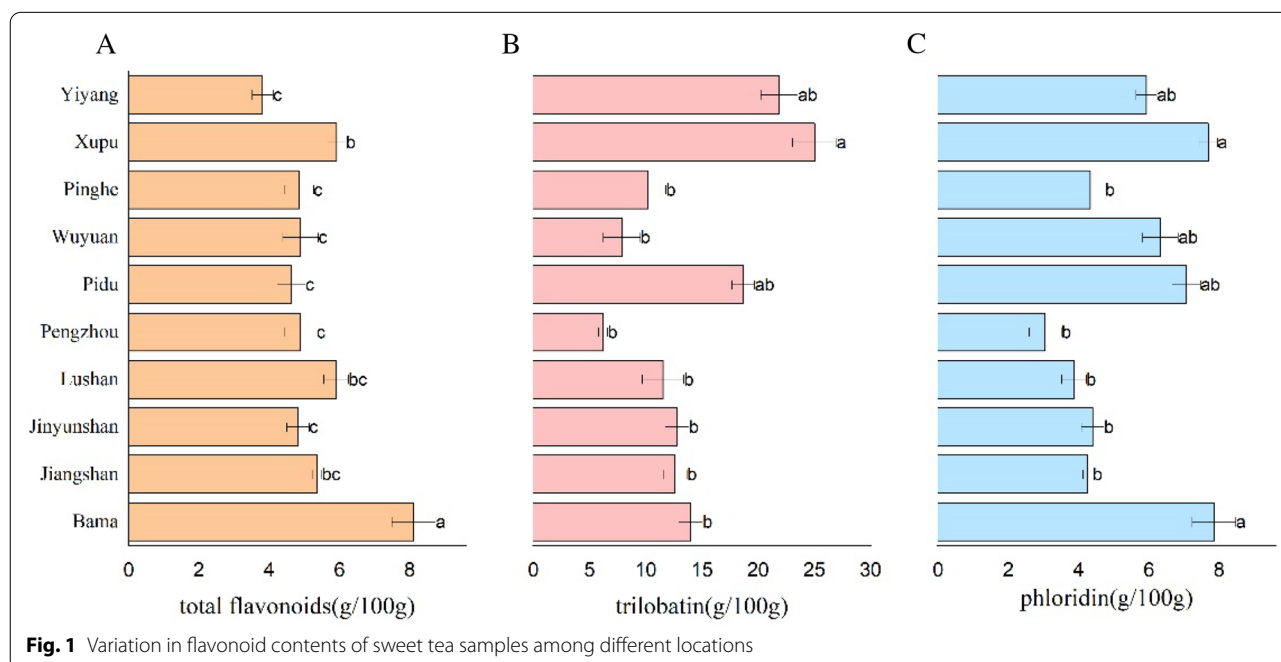 A B C
Yiyang c ab ab
Xupu b a a
Pinghe c b b
Wuyuan c b ab
Pidu c ab ab
Pengzhou c b b
Lushan bc b b
Jinyunshan c b b
Jiangshan bc b b
Bama a b a
0 2 4 6 8 0 5 10 15 20 25 30 0 2 4 6 8
total flavonoids(g/100g) trilobatin(g/100g) phloridin(g/100g)
Fig. 1 Variation in flavonoid contents of sweet tea samples among different locations